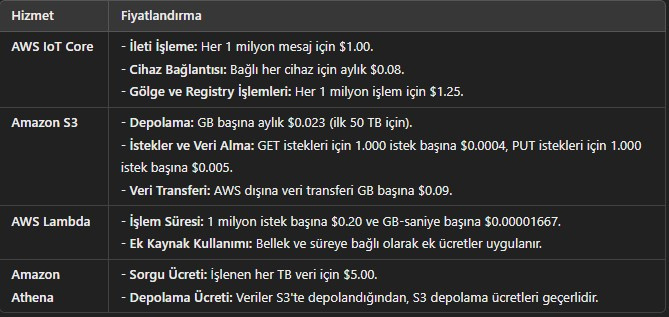 Hizmet Fiyatlandırma
AWS IoT Core - İleti İşleme: Her 1 milyon mesaj için $1.00.
- Cihaz Bağlantısı: Bağlı her cihaz için aylık $0.08.
- Gölge ve Registry İşlemleri: Her 1 milyon işlem için $1.25.
Amazon S3 - Depolama: GB başına aylık $0.023 (ilk 50 TB için).
- İstekler ve Veri Alma: GET istekleri için 1.000 istek başına $0.0004, PUT istekleri için 1.000
istek başına $0.005.
- Veri Transferi: AWS dışına veri transferi GB başına $0.09.
AWS Lambda - İşlem Süresi: 1 milyon istek başına $0.20 ve GB-saniye başına $0.00001667.
- Ek Kaynak Kullanımı: Bellek ve süreye bağlı olarak ek ücretler uygulanır.
Amazon - Sorgu Ücreti: İşlenen her TB veri için $5.00.
Athena - Depolama Ücreti: Veriler S3'te depolandığından, S3 depolama ücretleri geçerlidir.